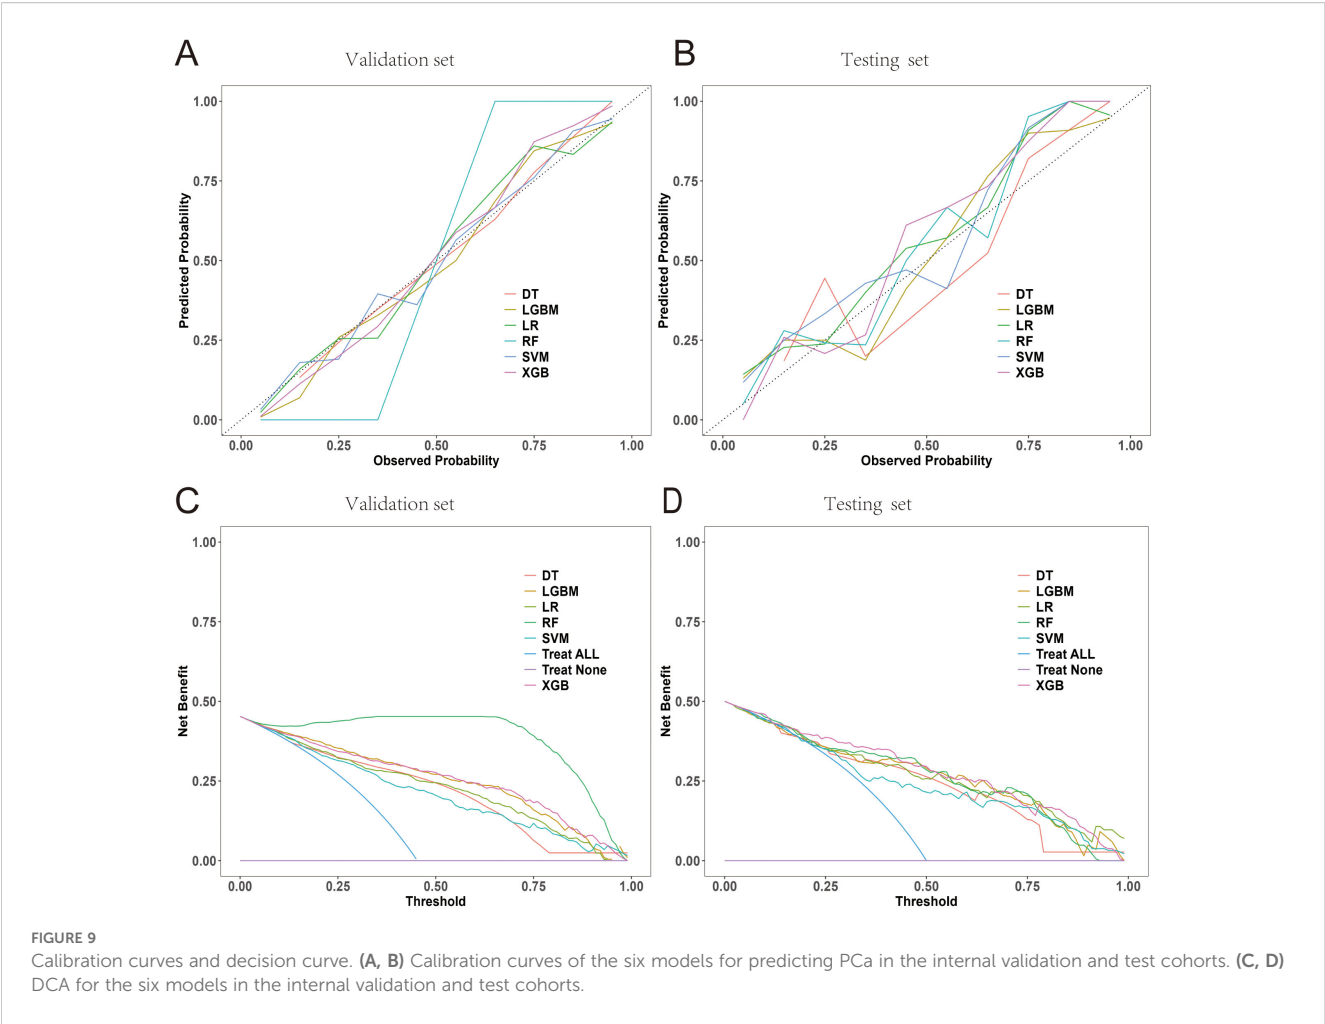 A
Validation set
B
Testing set
1.00
0.75
0.50
0.25
0.00
Predicted Probability
DT
LGBM
LR
RF
SVM
XGB
0.00
0.25
0.50
0.75
1.00
Observed Probability
1.00
0.75
0.50
0.25
0.00
Predicted Probability
DT
LGBM
LR
RF
SVM
XGB
0.00
0.25
0.50
0.75
1.00
Observed Probability
C
Validation set
D
Testing set
1.00
0.75
0.50
0.25
0.00
Net Benefit
DT
LGBM
LR
RF
SVM
Treat ALL
Treat None
XGB
0.00
0.25
0.50
0.75
1.00
Threshold
1.00
0.75
0.50
0.25
0.00
Net Benefit
DT
LGBM
LR
RF
SVM
Treat ALL
Treat None
XGB
0.00
0.25
0.50
0.75
1.00
Threshold
FIGURE 9
Calibration curves and decision curve. (A, B) Calibration curves of the six models for predicting PCa in the internal validation and test cohorts. (C, D)
DCA for the six models in the internal validation and test cohorts.